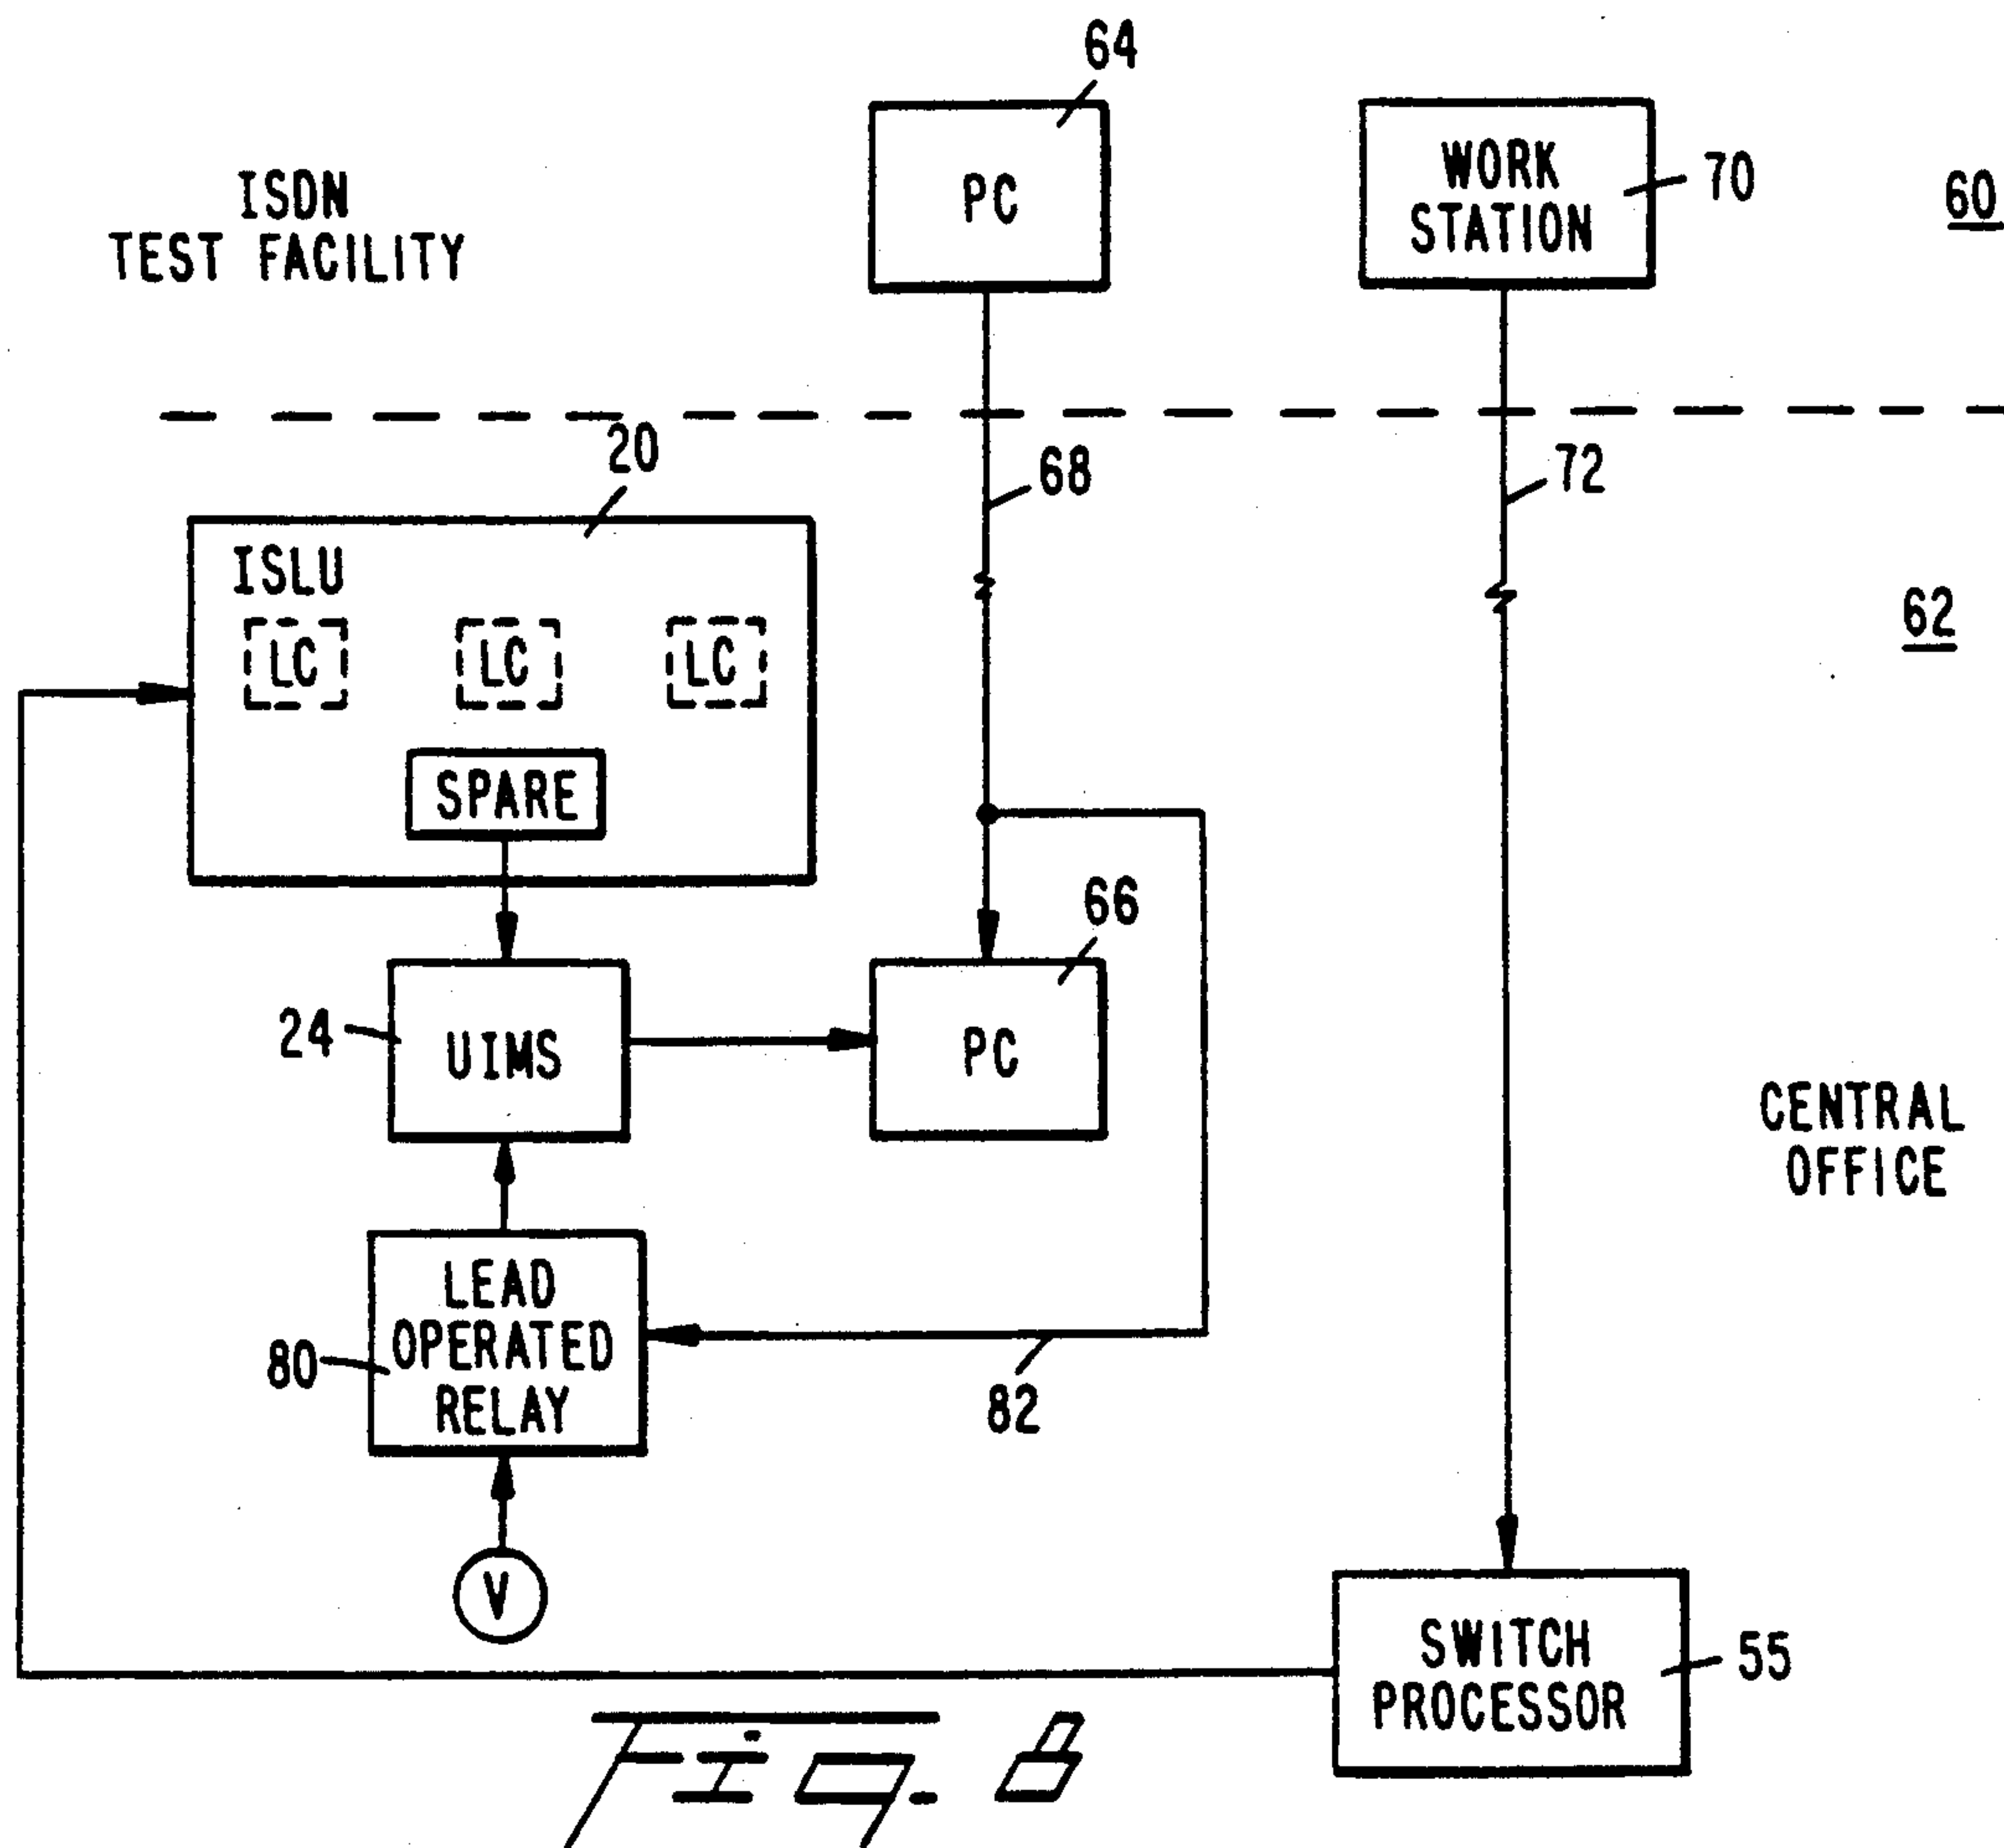 64
PC
WORK
STATION
70
60
ISDN
TEST FACILITY
20
68
72
ISLU
LC
LC
LC
62
SPARE
66
24
UIMS
PC
CENTRAL
OFFICE
LEAD
OPERATED
RELAY
80
82
V
SWITCH
PROCESSOR
55
Fig. 8